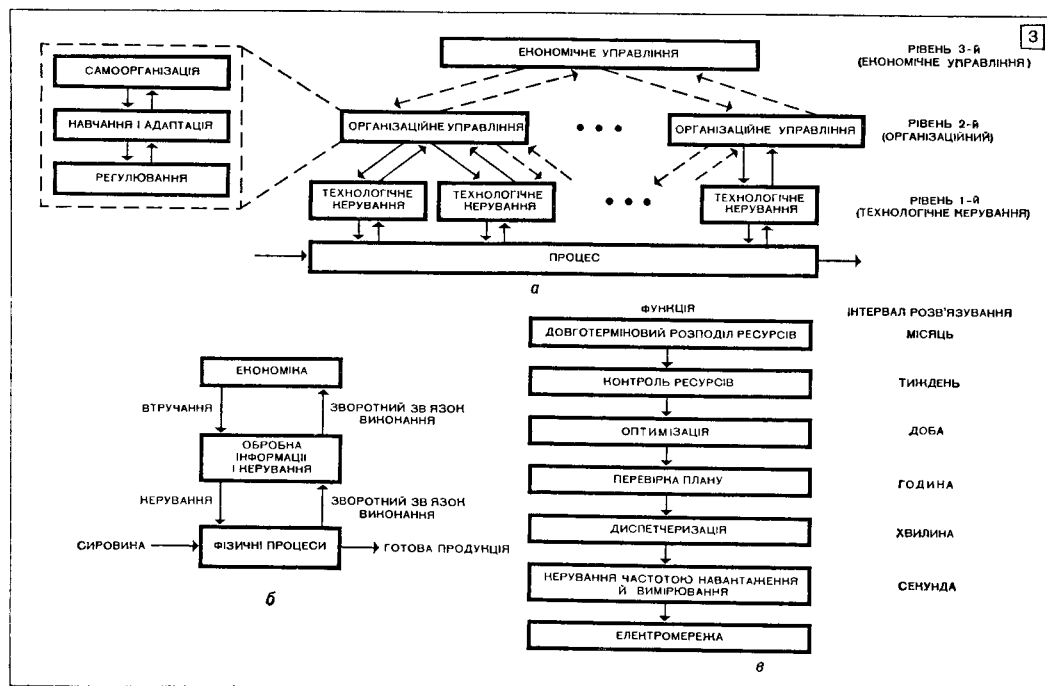 3
ЕКОНОМІЧНЕ УПРАВЛІННЯ
РІВЕНЬ 3-й
(ЕКОНОМІЧНЕ УПРАВЛІННЯ)
САМООРГАНІЗАЦІЯ
НАВЧАННЯ І АДАПТАЦІЯ
РЕГУЛЮВАННЯ
ОРГАНІЗАЦІЙНЕ УПРАВЛІННЯ
• • •
ОРГАНІЗАЦІЙНЕ УПРАВЛІННЯ
РІВЕНЬ 2-й
(ОРГАНІЗАЦІЙНИЙ)
ТЕХНОЛОГІЧНЕ
КЕРУВАННЯ
ТЕХНОЛОГІЧНЕ
КЕРУВАННЯ
• • •
ТЕХНОЛОГІЧНЕ
КЕРУВАННЯ
РІВЕНЬ 1-й
(ТЕХНОЛОГІЧНЕ КЕРУВАННЯ)
ПРОЦЕС
а
ЕКОНОМІКА
ВТРУЧАННЯ
ЗВОРОТНИЙ ЗВ ЯЗОК
ВИКОНАННЯ
ОБРОБКА
ІНФОРМАЦІЇ
І КЕРУВАННЯ
КЕРУВАННЯ
ЗВОРОТНИЙ ЗВ ЯЗОК
ВИКОНАННЯ
СИРОВИНА
ФІЗИЧНІ ПРОЦЕСИ
ГОТОВА ПРОДУКЦІЯ
б
ФУНКЦІЯ
ІНТЕРВАЛ РОЗВ'ЯЗУВАННЯ
ДОВГОТЕРМІНОВИЙ РОЗПОДІЛ РЕСУРСІВ
МІСЯЦЬ
КОНТРОЛЬ РЕСУРСІВ
ТИЖДЕНЬ
ОПТИМІЗАЦІЯ
ДОБА
ПЕРЕВІРКА ПЛАНУ
ГОДИНА
ДИСПЕТЧЕРИЗАЦІЯ
ХВИЛИНА
КЕРУВАННЯ ЧАСТОТОЮ НАВАНТАЖЕННЯ
Й ВИМІРЮВАННЯ
СЕКУНДА
ЕЛЕКТРОМЕРЕЖА
в